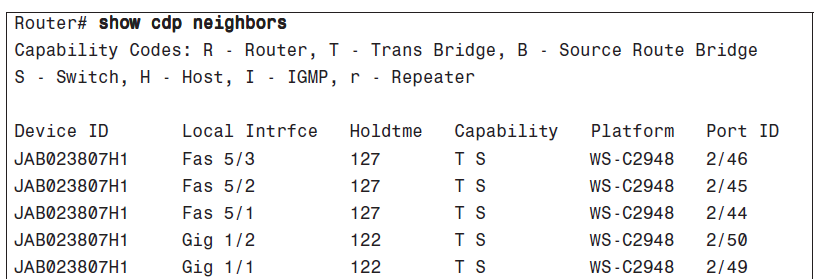 Router# show cdp neighbors
Capability Codes: R - Router, T - Trans Bridge, B - Source Route Bridge
S - Switch, H - Host, I - IGMP, r - Repeater
Device ID Local Intrfce Holdtme Capability Platform Port ID
JAB023807H1 Fas 5/3 127 T S WS-C2948 2/46
JAB023807H1 Fas 5/2 127 T S WS-C2948 2/45
JAB023807H1 Fas 5/1 127 T S WS-C2948 2/44
JAB023807H1 Gig 1/2 122 T S WS-C2948 2/50
JAB023807H1 Gig 1/1 122 T S WS-C2948 2/49